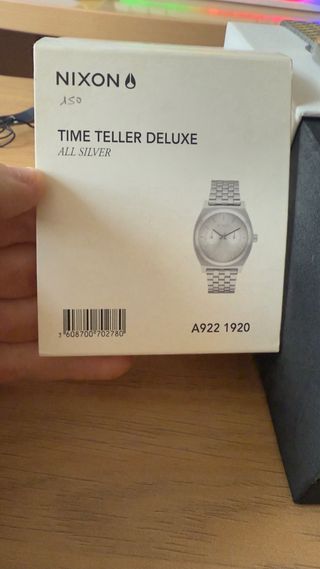 NIXON
150
TIME TELLER DELUXE
ALL SILVER
3 608700 702780
A922 1920